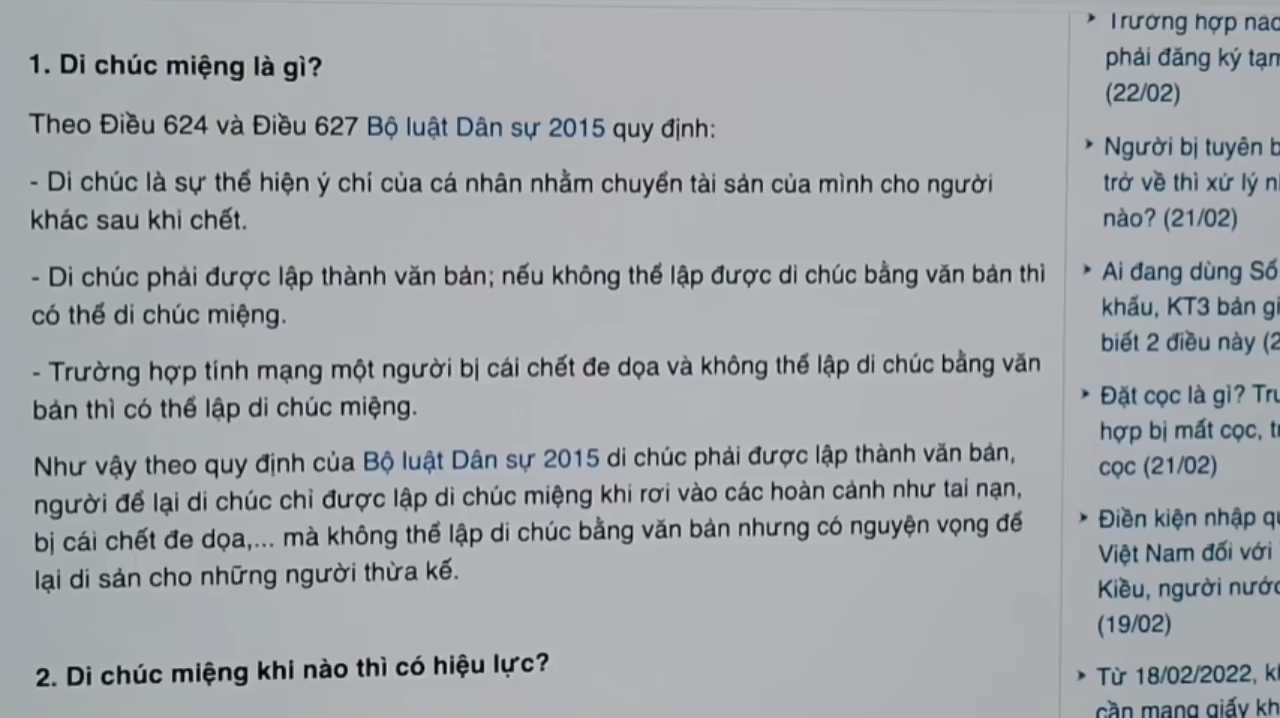 1. Di chúc miệng là gì?
Theo Điều 624 và Điều 627 Bộ luật Dân sự 2015 quy định:
- Di chúc là sự thể hiện ý chí của cá nhân nhằm chuyển tài sản của mình cho người
khác sau khi chết.
- Di chúc phải được lập thành văn bản; nếu không thể lập được di chúc bằng văn bản thì
có thể di chúc miệng.
- Trường hợp tính mạng một người bị cái chết đe dọa và không thể lập di chúc bằng văn
bản thì có thể lập di chúc miệng.
Như vậy theo quy định của Bộ luật Dân sự 2015 di chúc phải được lập thành văn bản,
người để lại di chúc chỉ được lập di chúc miệng khi rơi vào các hoàn cảnh như tai nạn,
bị cái chết đe dọa,... mà không thể lập di chúc bằng văn bản nhưng có nguyện vọng để
lại di sản cho những người thừa kế.
2. Di chúc miệng khi nào thì có hiệu lực?
Trường hợp
phải đăng ký
(22/02)
Người bị tuyên
trở về thì xử lý
nào? (21/02)
Ai đang dùng Sổ
khẩu, KT3 bản
biết 2 điều này
Đặt cọc là gì?
hợp bị mất cọc,
cọc (21/02)
Điền kiện nhập
Việt Nam đối với
Kiều, người
(19/02)
Từ 18/02/2022,
cần mang giấy